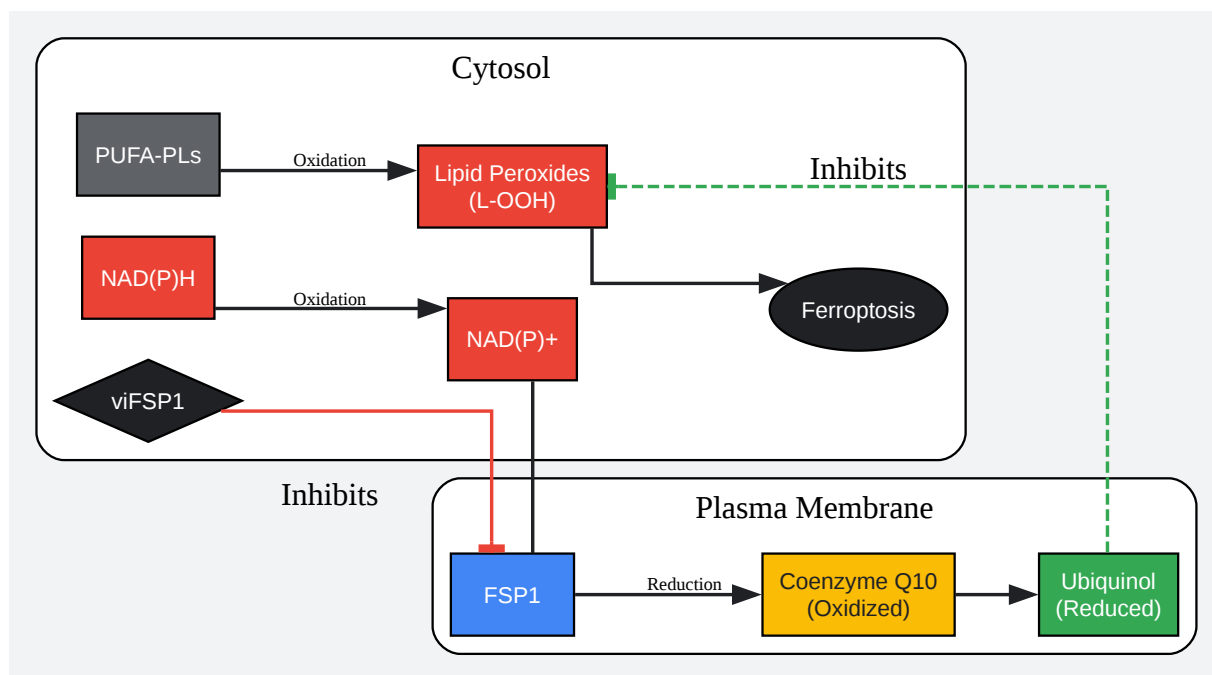 Cytosol
PUFA-PLs
Oxidation
Lipid Peroxides
(L-OOH)
Inhibits
NAD(P)H
Oxidation
NAD(P)+
Ferroptosis
viFSP1
Inhibits
Plasma Membrane
FSP1
Reduction
Coenzyme Q10
(Oxidized)
Ubiquinol
(Reduced)